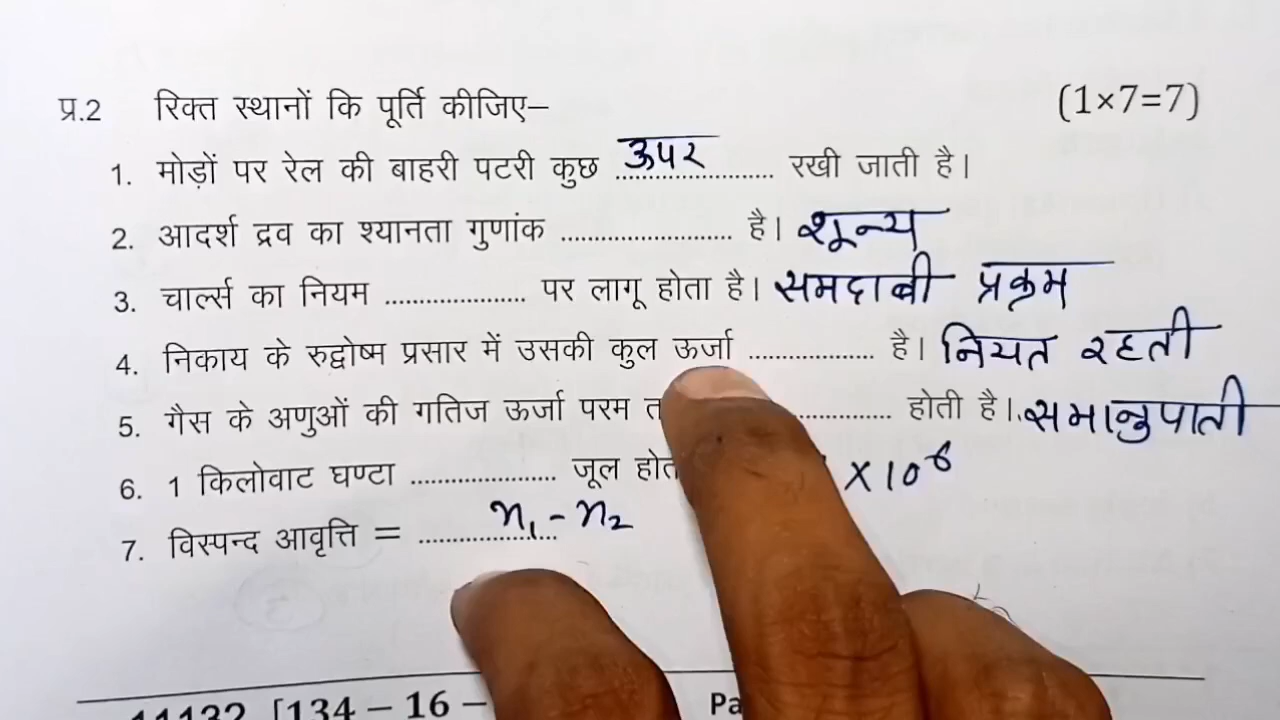 प्र.2 रिक्त स्थानों कि पूर्ति कीजिए– (1×7=7)
1. मोड़ों पर रेल की बाहरी पटरी कुछ ऊपर रखी जाती है।
2. आदर्श द्रव का श्यानता गुणांक .......................... है। शून्य
3. चार्ल्स का नियम ..................... पर लागू होता है। समदाबी प्रक्रम
4. निकाय के रुद्वोष्म प्रसार में उसकी कुल ऊर्जा ................... है। नियत रहती
5. गैस के अणुओं की गतिज ऊर्जा परम ............... होती है। समानुपाती
6. 1 किलोवाट घण्टा ...................... जूल × 10⁶
7. विस्पन्द आवृत्ति = n₁ - n₂
[134 – 16 –